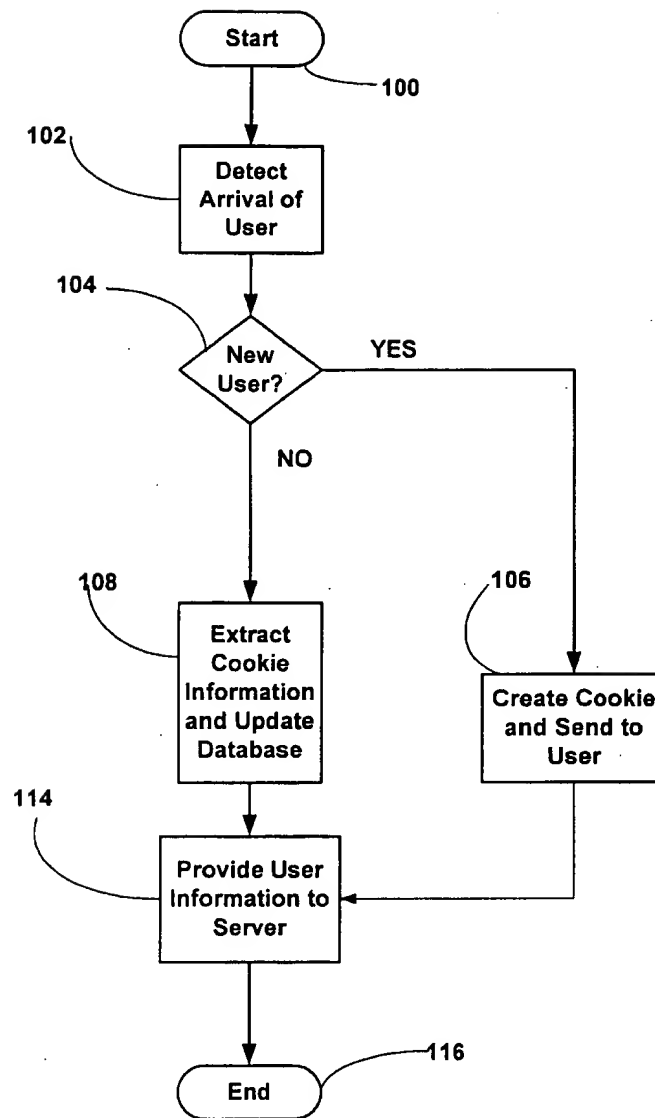 Start
100
102
Detect
Arrival of
User
104
New
User?
YES
NO
108
Extract
Cookie
Information
and Update
Database
106
Create Cookie
and Send to
User
114
Provide User
Information to
Server
116
End